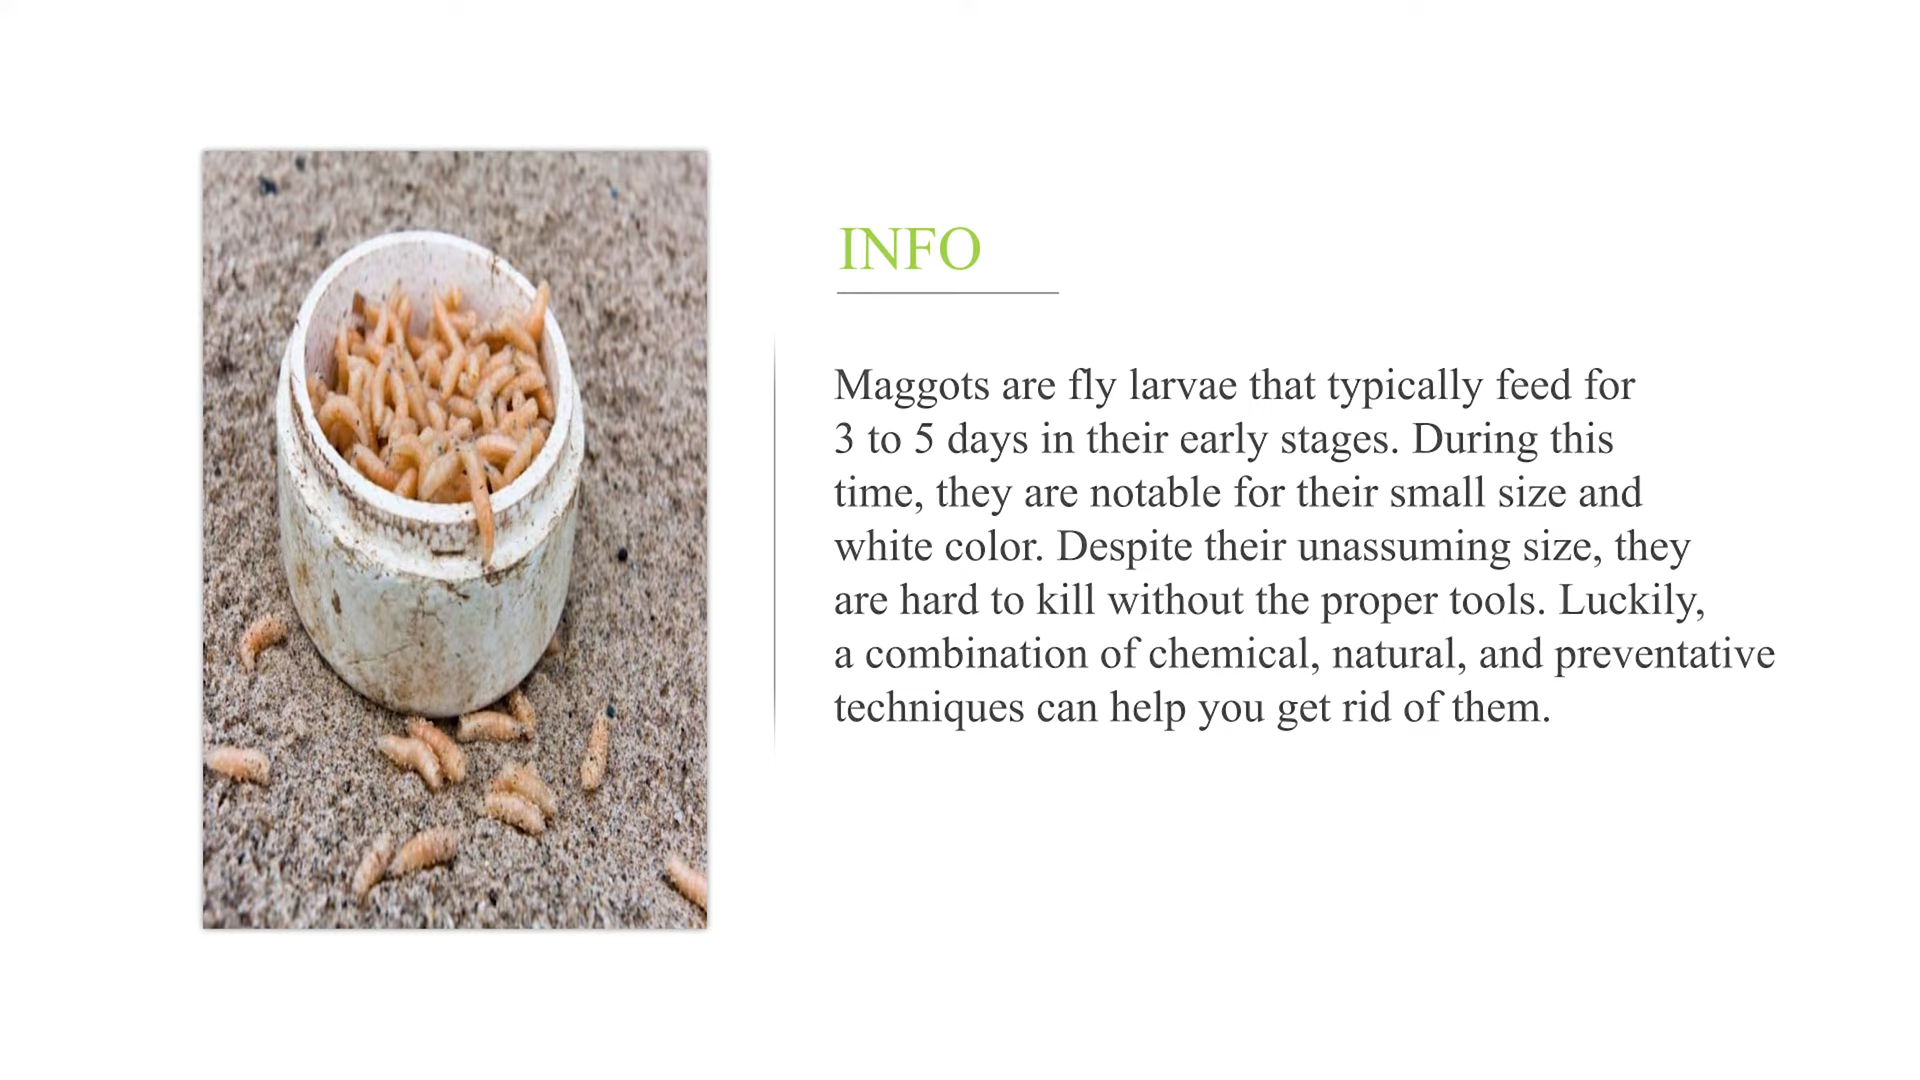 INFO
Maggots are fly larvae that typically feed for
3 to 5 days in their early stages. During this
time, they are notable for their small size and
white color. Despite their unassuming size, they
are hard to kill without the proper tools. Luckily,
a combination of chemical, natural, and preventative
techniques can help you get rid of them.